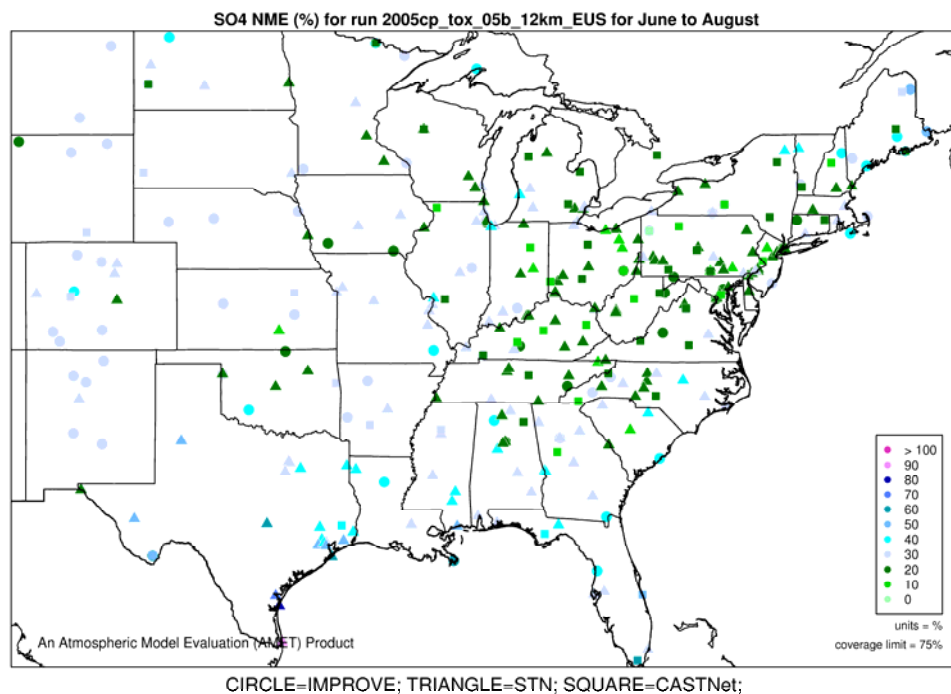 SO4 NME (%) for run 2005cp_tox_05b_12km_EUS for June to August
> 100
90
80
70
60
50
40
30
20
10
0
units = %
coverage limit = 75%
An Atmospheric Model Evaluation (AMET) Product
CIRCLE=IMPROVE; TRIANGLE=STN; SQUARE=CASTNet;